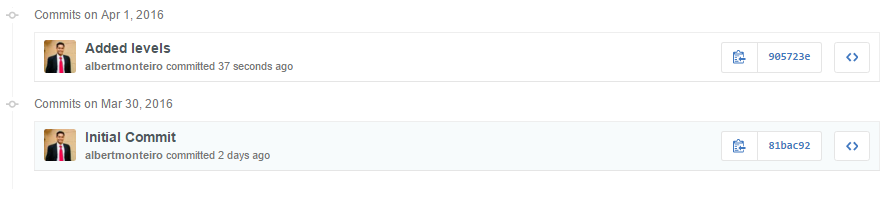 Commits on Apr 1, 2016
Added levels
905723e
albertmonteiro committed 37 seconds ago
Commits on Mar 30, 2016
Initial Commit
81bac92
albertmonteiro committed 2 days ago